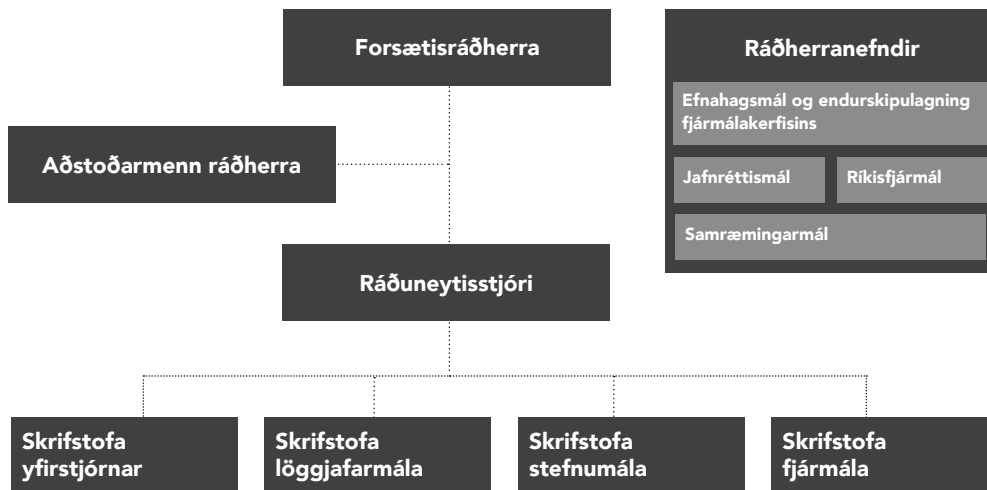 Forsætisráðherra
Aðstoðarmenn ráðherra
Ráðuneytisstjóri
Skrifstofa
yfirstjórnar
Skrifstofa
löggjafarmála
Skrifstofa
stefnumála
Skrifstofa
fjármála
Ráðherranefndir
Efnahagsmál og endurskipulagning
fjármálakerfisins
Jafnréttismál
Ríkisfjármál
Samræmingarmál